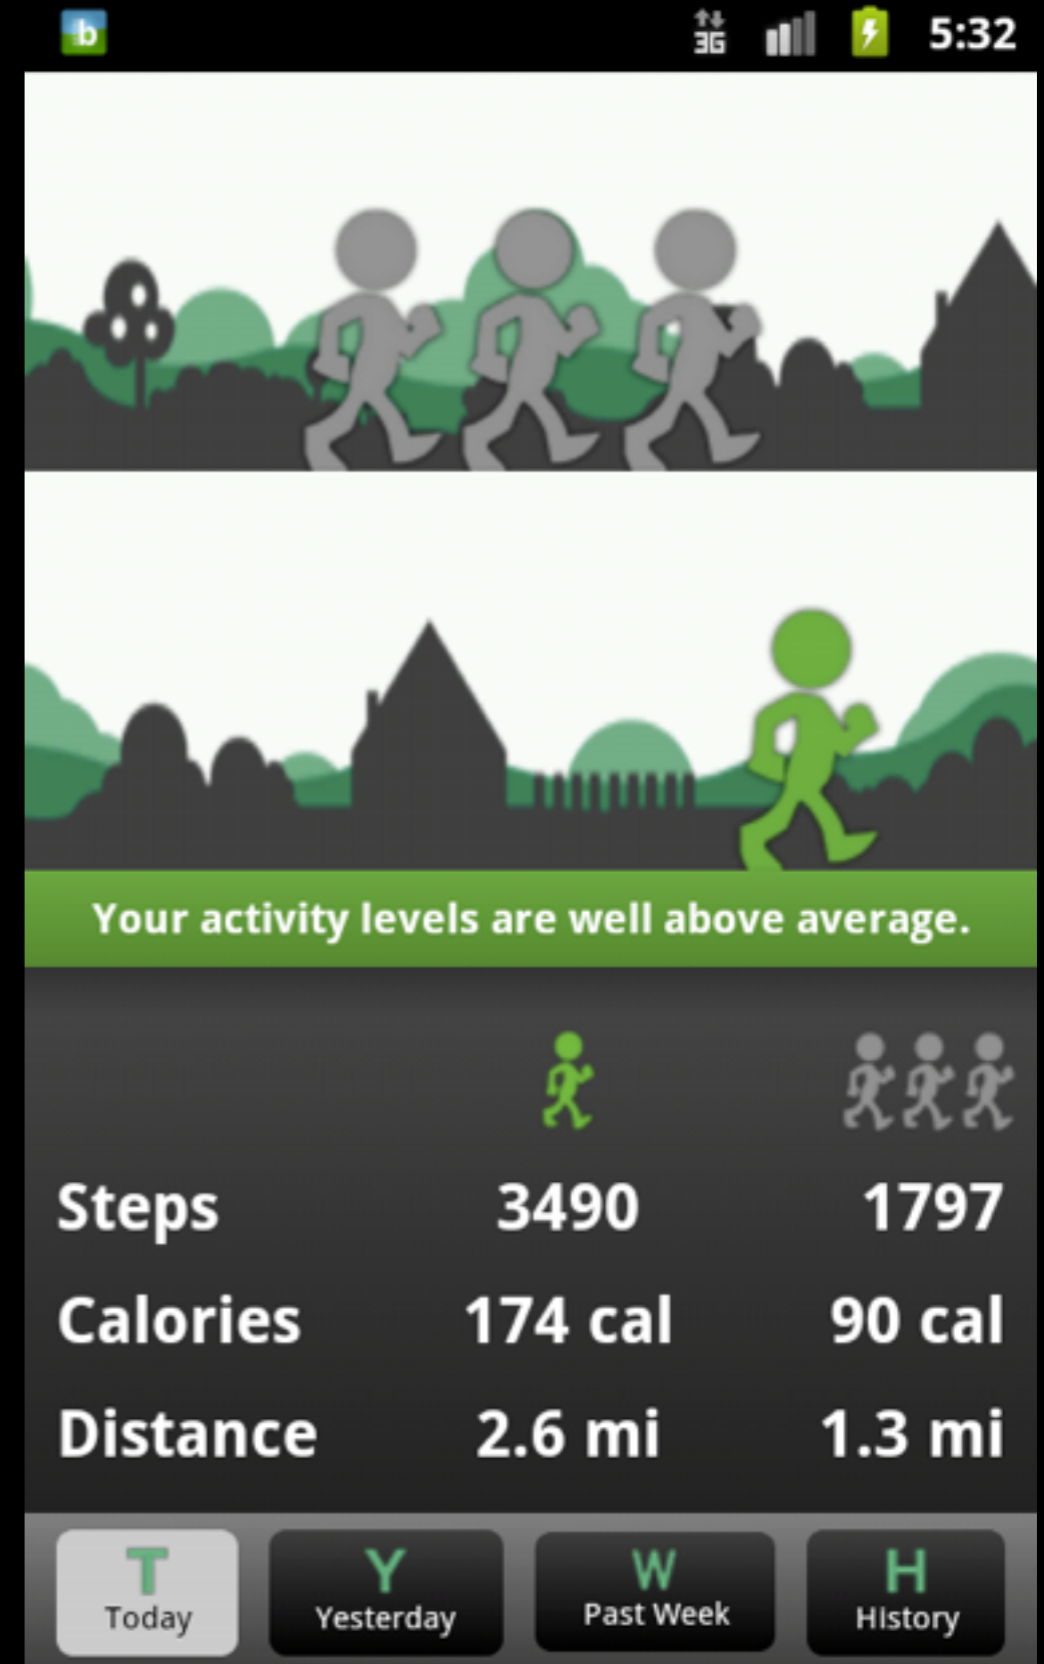 b 3G 5:32
Your activity levels are well above average.
Steps 3490 1797
Calories 174 cal 90 cal
Distance 2.6 mi 1.3 mi
T Y W H
Today Yesterday Past Week HIstory